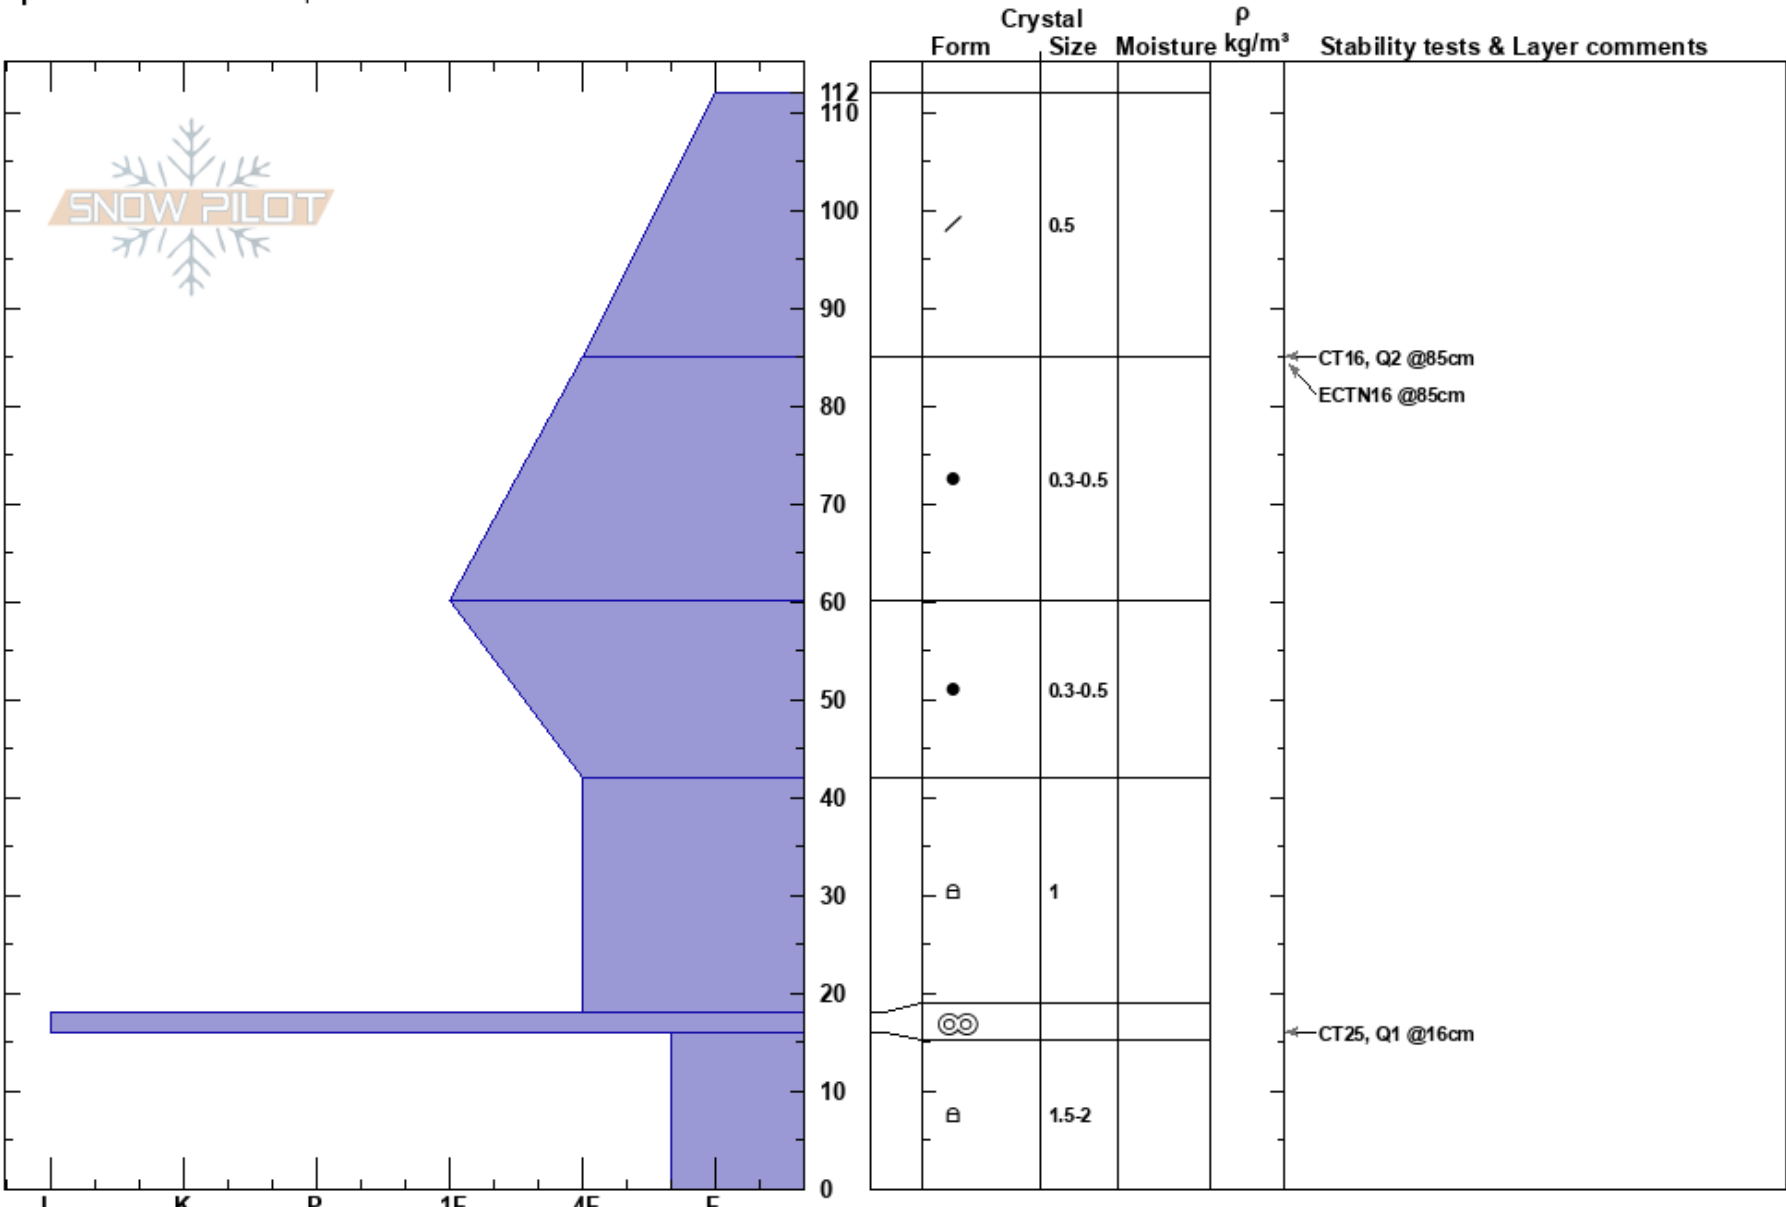 Crystal ρ
Form Size Moisture kg/m³ Stability tests & Layer comments
112
110
SNOW PILOT
100
0.5
90
CT16, Q2 @85cm
ECTN16 @85cm
80
0.3-0.5
70
60
0.3-0.5
50
40
30
1
20
CT25, Q1 @16cm
10
1.5-2
0
I K P 1F 4F F